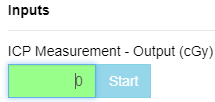 Inputs
ICP Measurement - Output (cGy)
0 Start